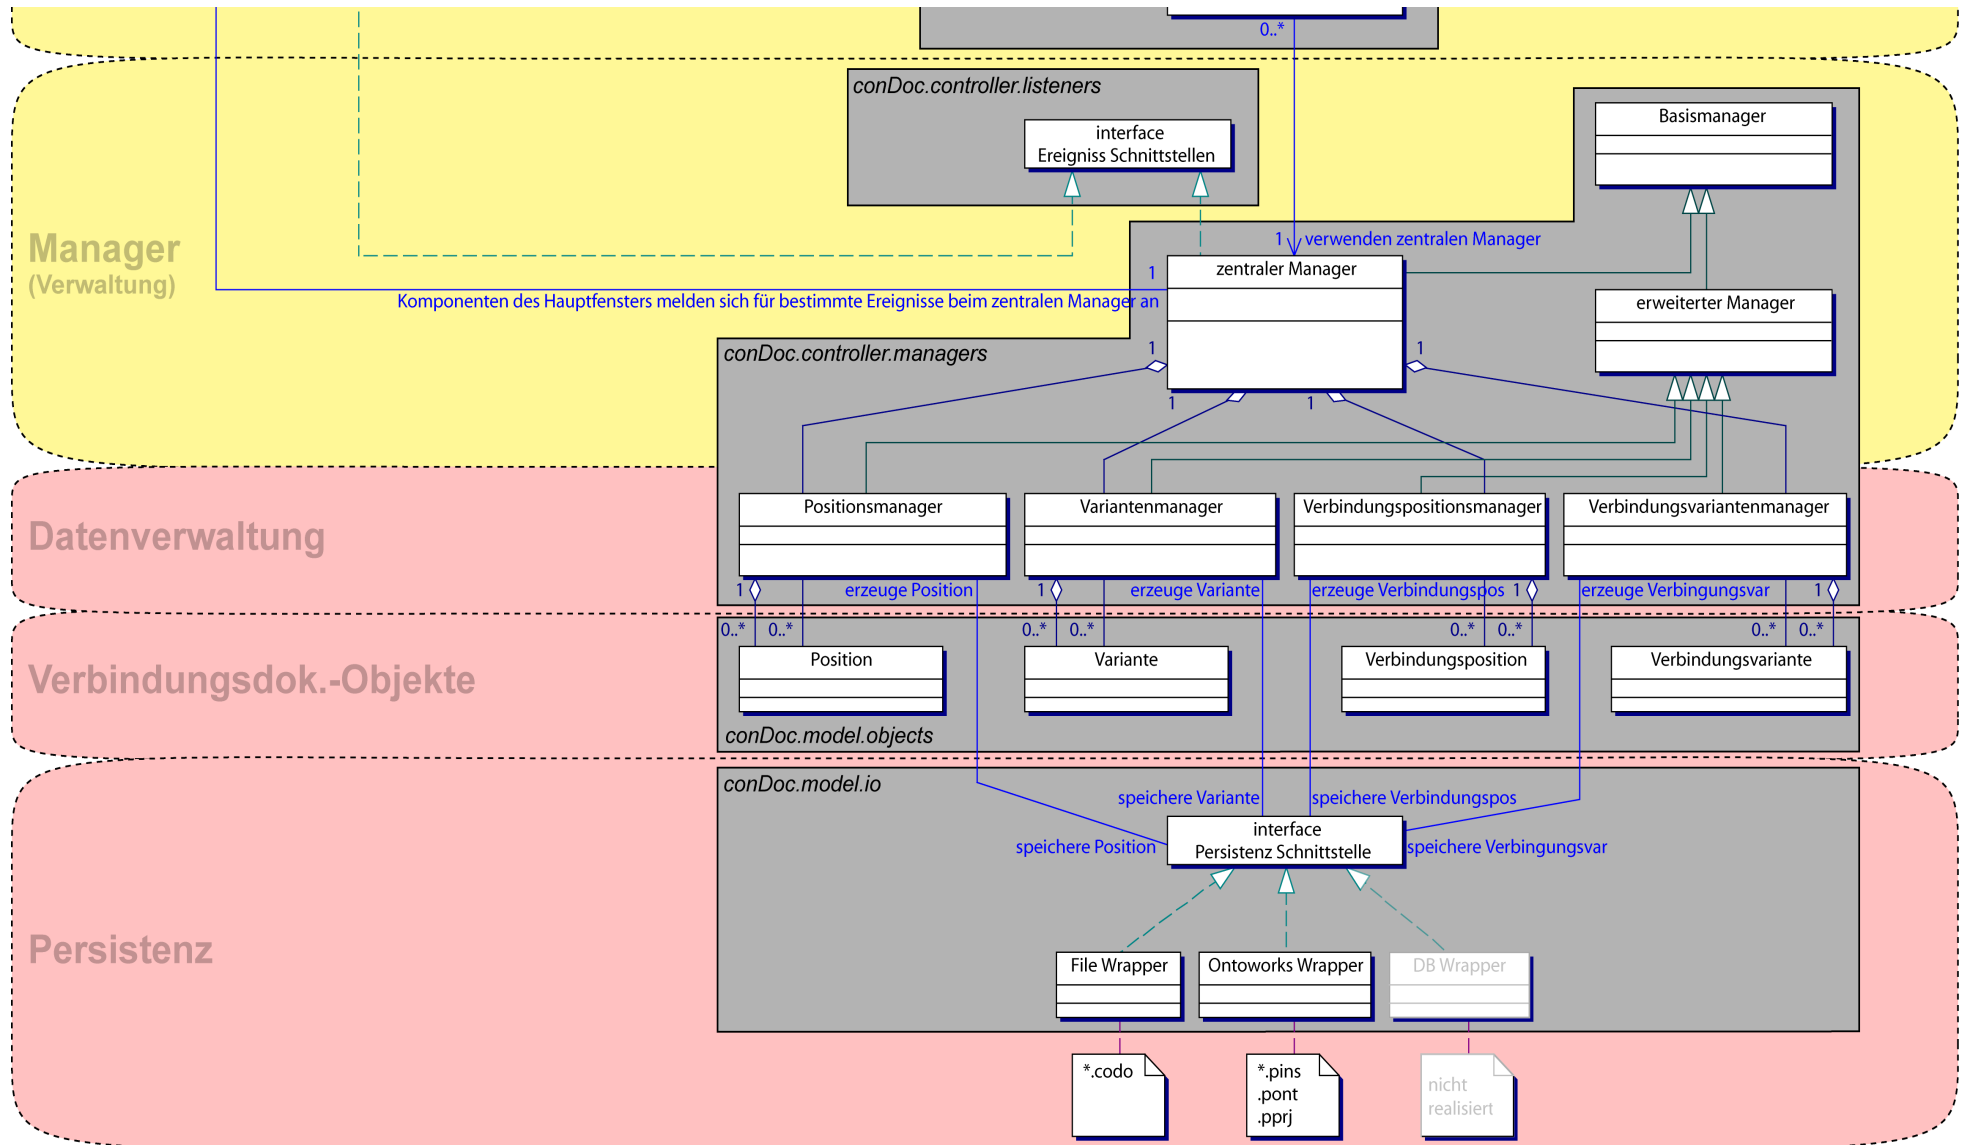 0..*
conDoc.controller.listeners
interface
Ereigniss Schnittstellen
Basismanager
Manager
(Verwaltung)
1 verwenden zentralen Manager
zentraler Manager
1
Komponenten des Hauptfensters melden sich für bestimmte Ereignisse beim zentralen Manager an
erweiterter Manager
conDoc.controller.managers
1
1
1
1
Datenverwaltung
Positionsmanager
Variantenmanager
Verbindungspositionsmanager
Verbindungsvariantenmanager
1
erzeuge Position
1
erzeuge Variante
erzeuge Verbindungspos
1
erzeuge Verbingungsvar
1
0..*
0..*
0..*
0..*
0..*
0..*
0..*
0..*
Verbindungsdok.-Objekte
Position
Variante
Verbindungsposition
Verbindungsvariante
conDoc.model.objects
conDoc.model.io
speichere Variante
speichere Verbindungspos
interface
Persistenz Schnittstelle
speichere Position
speichere Verbingungsvar
Persistenz
File Wrapper
Ontoworks Wrapper
DB Wrapper
*.codo
*.pins
.pont
.pprj
nicht
realisiert